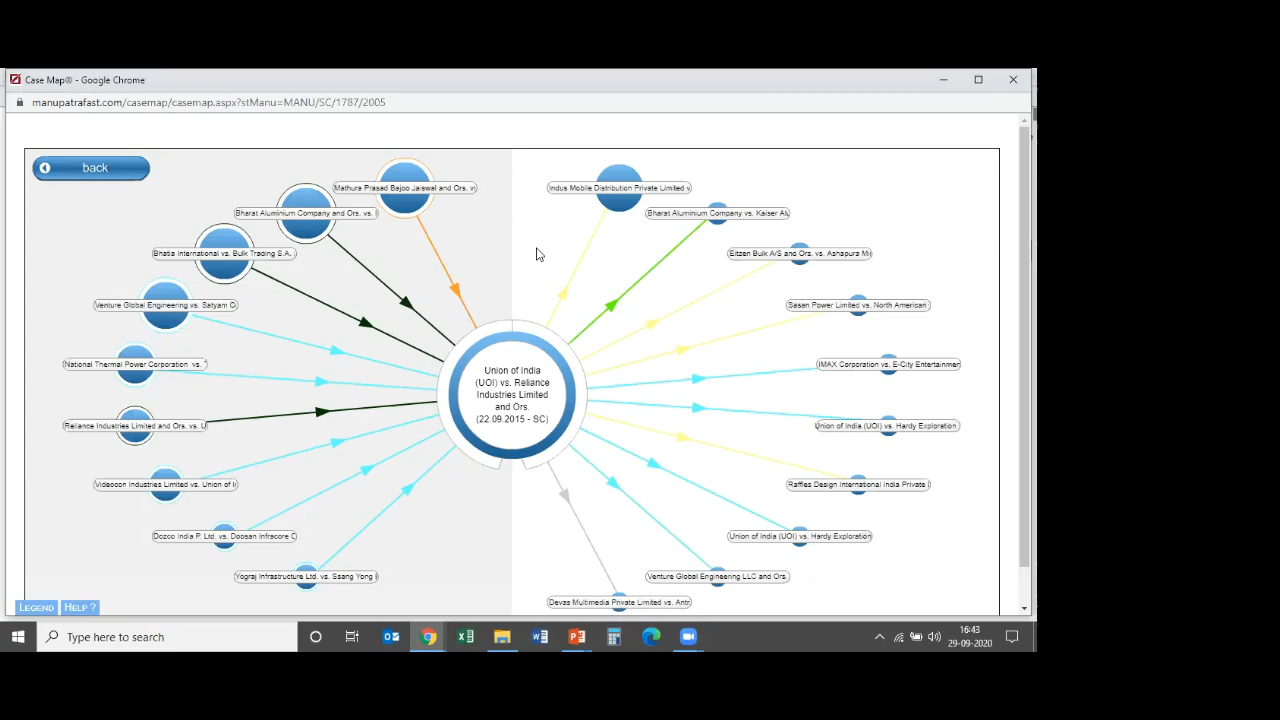 Case Map® - Google Chrome
manupatrafast.com/casemap/casemap.aspx?stManu=MANU/SC/1787/2005
back
Mathura Prasad Bajoo Jaiswal and Ors. v
Indus Mobile Distribution Private Limited v
Bharat Aluminium Company and Ors. vs.
Bharat Aluminium Company vs. Kaiser Alu
Bhatia International vs. Bulk Trading S.A.
Eitzen Bulk A/S and Ors. vs. Ashapura Mi
Venture Global Engineering vs. Satyam C
Sasan Power Limited vs. North American
National Thermal Power Corporation vs.
IMAX Corporation vs. E-City Entertainmen
Union of India
(UOI) vs. Reliance
Industries Limited
and Ors.
(22.09.2015 - SC)
Reliance Industries Limited and Ors. vs. U
Union of India (UOI) vs. Hardy Exploration
Videocon Industries Limited vs. Union of I
Raffles Design International India Private
Dozco India P. Ltd. vs. Doosan Infracore C
Union of India (UOI) vs. Hardy Exploration
Yograj Infrastructure Ltd. vs. Ssang Yong
Venture Global Engineering LLC and Ors.
Devas Multimedia Private Limited vs. Antr
LEGEND HELP ?
Type here to search
16:43
29-09-2020